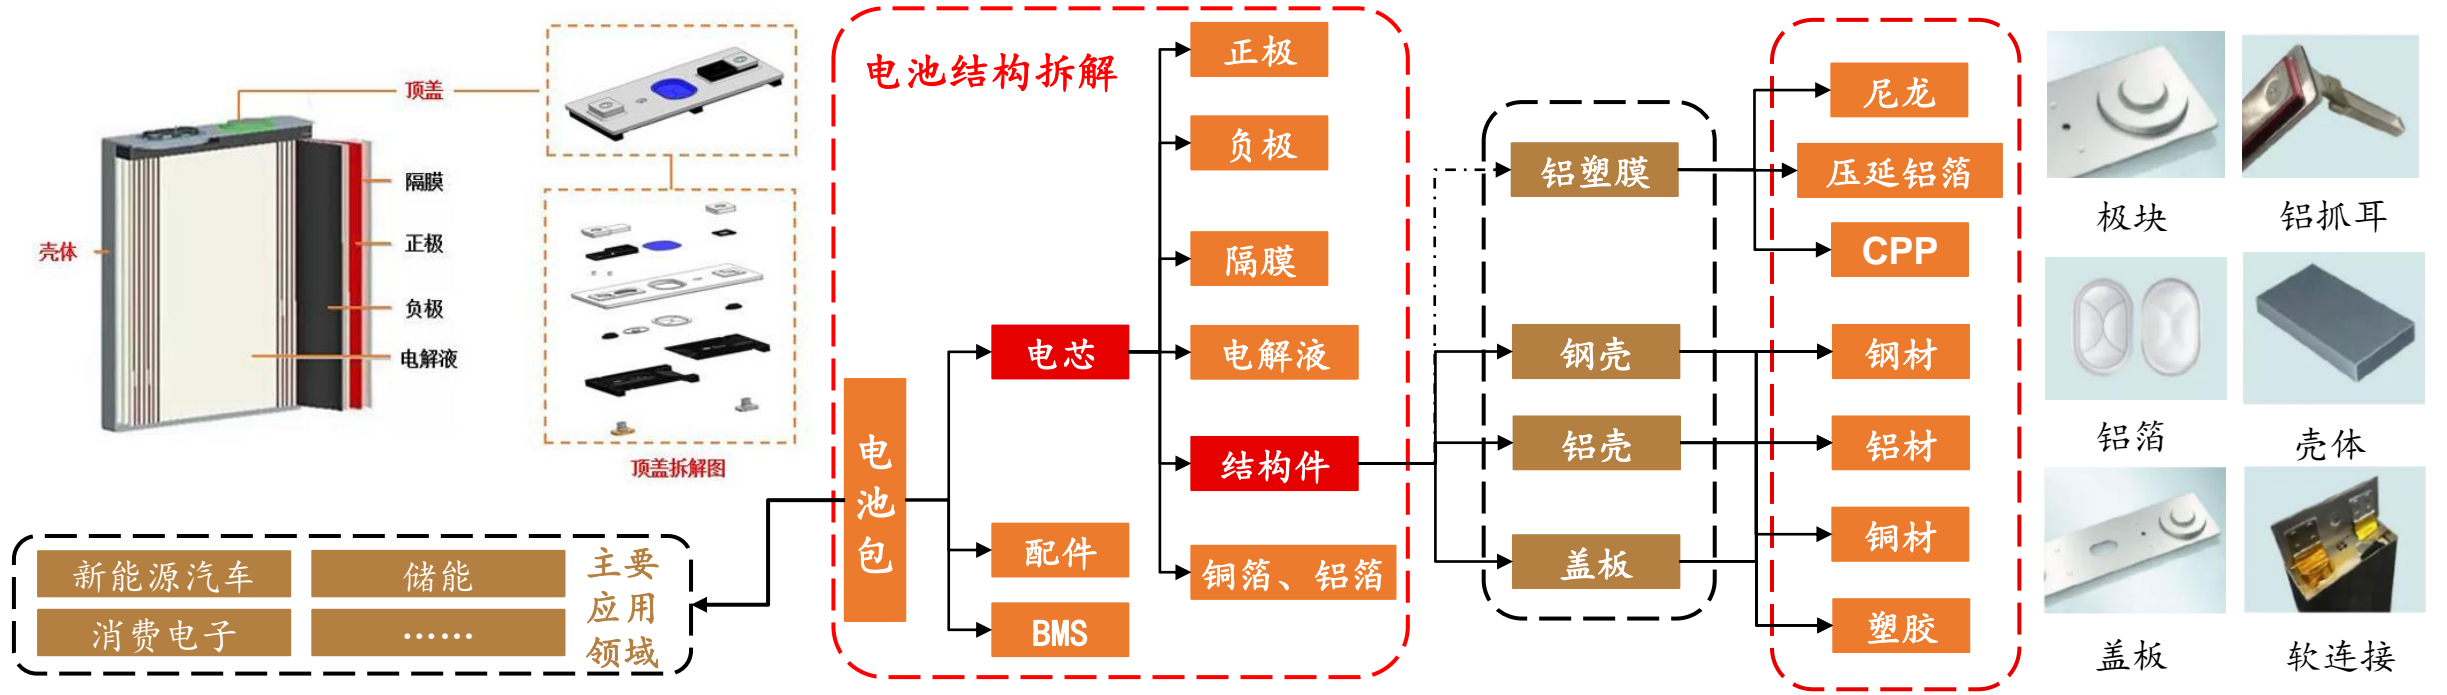 顶盖
隔膜
正极
壳体
负极
电解液
顶盖拆解图
新能源汽车
储能
消费电子
……
主要
应用
领域
电池结构拆解
电
池
包
电芯
配件
BMS
正极
负极
隔膜
电解液
结构件
铜箔、铝箔
铝塑膜
钢壳
铝壳
盖板
尼龙
压延铝箔
CPP
钢材
铝材
铜材
塑胶
极块
铝抓耳
铝箔
壳体
盖板
软连接